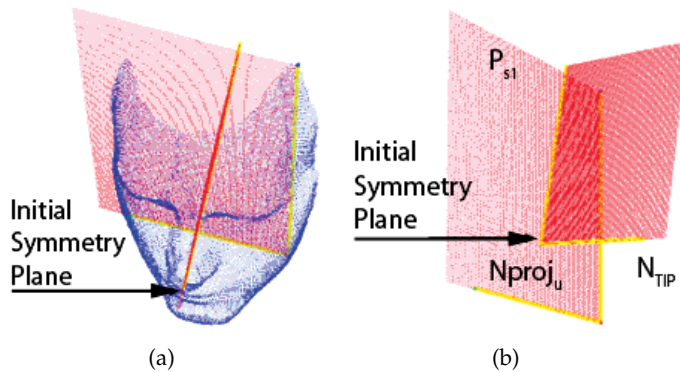 Initial
Symmetry
Plane
(a)
P_s1
Initial
Symmetry
Plane
Nproj_u
N_TIP
(b)